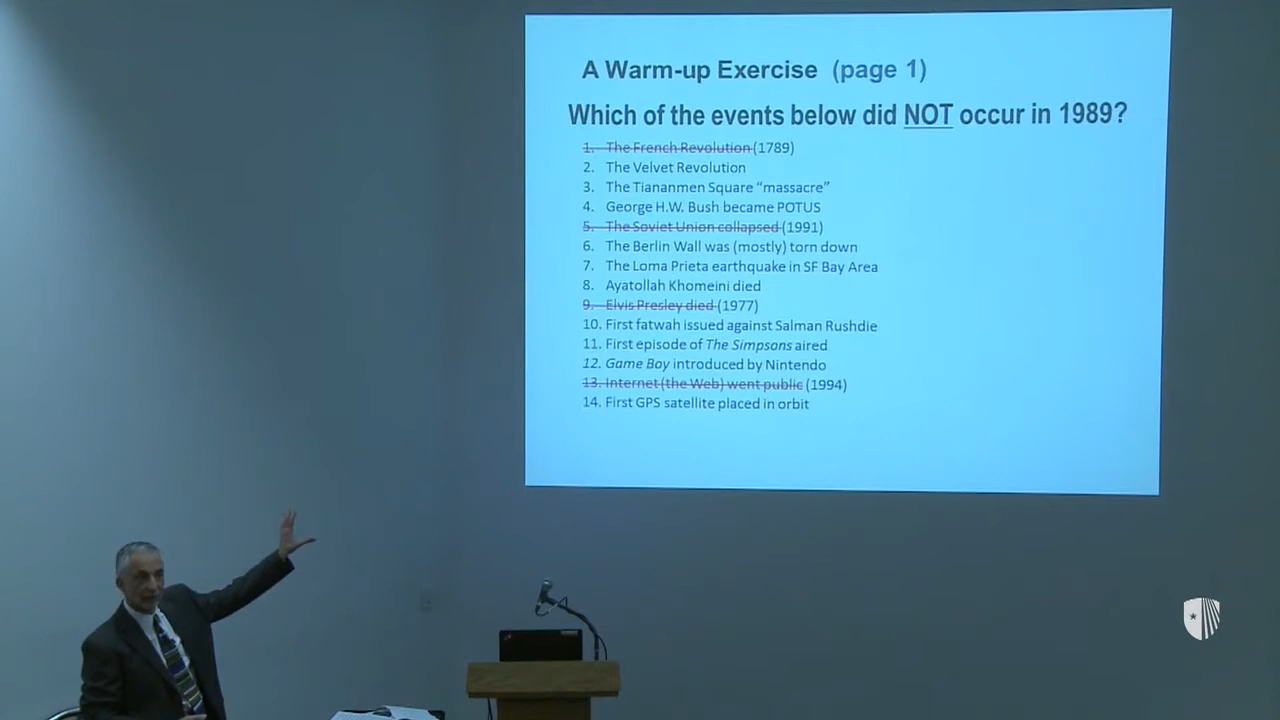 A Warm-up Exercise (page 1)
Which of the events below did NOT occur in 1989?
1. The French Revolution (1789)
2. The Velvet Revolution
3. The Tiananmen Square “massacre”
4. George H.W. Bush became POTUS
5. The Soviet Union collapsed (1991)
6. The Berlin Wall was (mostly) torn down
7. The Loma Prieta earthquake in SF Bay Area
8. Ayatollah Khomeini died
9. Elvis Presley died (1977)
10. First fatwah issued against Salman Rushdie
11. First episode of The Simpsons aired
12. Game Boy introduced by Nintendo
13. Internet (the Web) went public (1994)
14. First GPS satellite placed in orbit